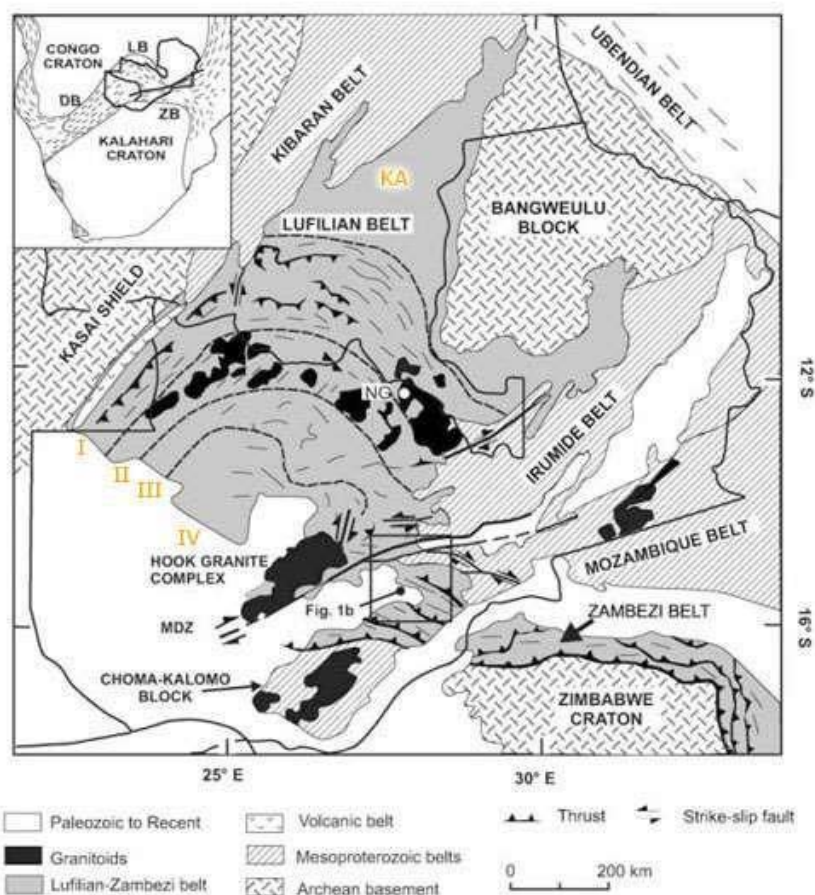 CONGO
CRATON
LB
DB
ZB
KALAHARI
CRATON
KIBARAN BELT
UBENDIAN BELT
KA
LUFILIAN BELT
BANGWEULU
BLOCK
KASAI SHIELD
12° S
NG
IRUMIDE BELT
I
II
III
IV
HOOK GRANITE
COMPLEX
MOZAMBIQUE BELT
Fig. 1b
ZAMBEZI BELT
MDZ
16° S
CHOMA-KALOMO
BLOCK
ZIMBABWE
CRATON
25° E
30° E
Paleozoic to Recent
Volcanic belt
Thrust
Strike-slip fault
Granitoids
Mesoproterozoic belts
0
200 km
Lufilian-Zambezi belt
Archean basement